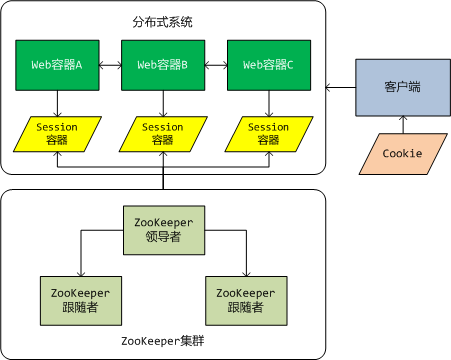 分布式系统
Web容器A
Web容器B
Web容器C
客户端
Session
容器
Session
容器
Session
容器
Cookie
ZooKeeper
领导者
ZooKeeper
跟随者
ZooKeeper
跟随者
ZooKeeper集群